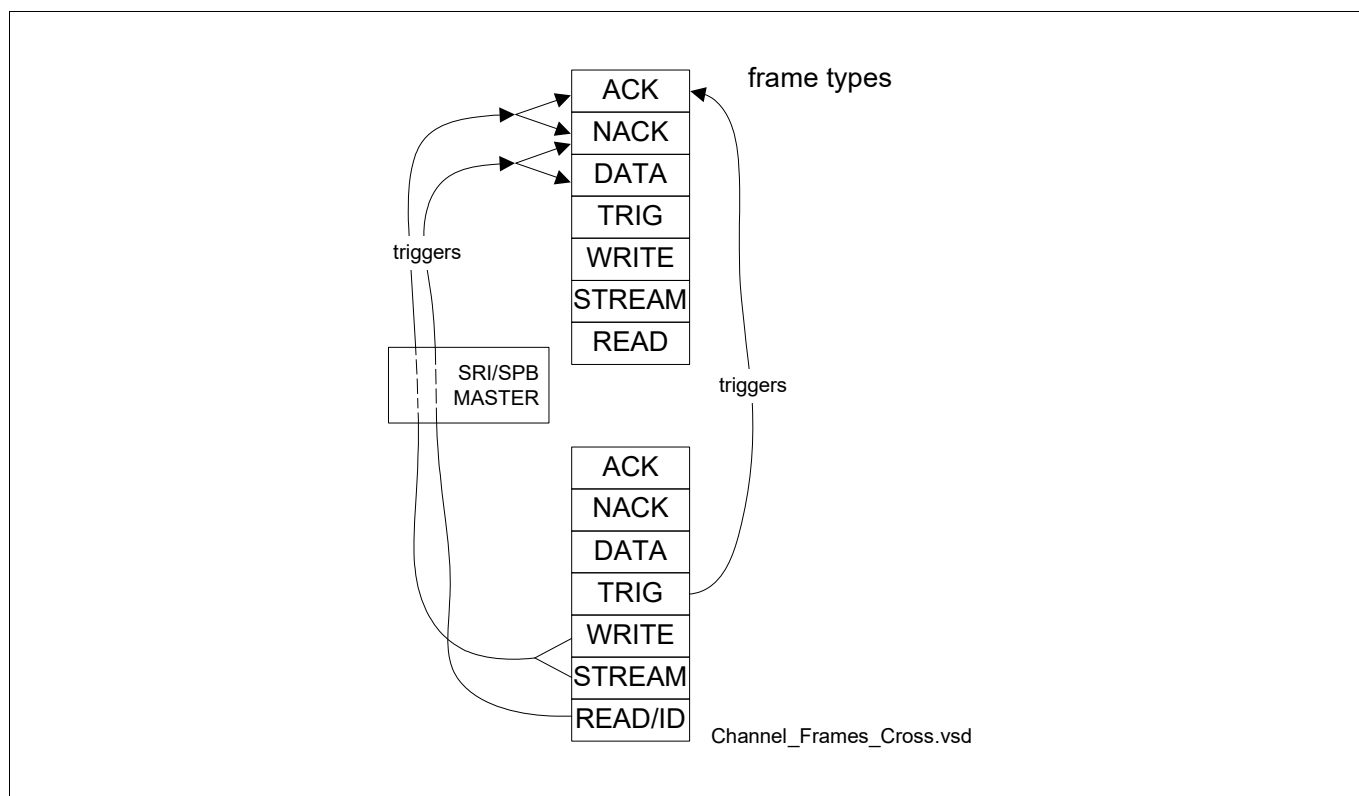 frame types
ACK
NACK
DATA
TRIG
WRITE
STREAM
READ
triggers
SRI/SPB
MASTER
triggers
ACK
NACK
DATA
TRIG
WRITE
STREAM
READ/ID
Channel_Frames_Cross.vsd